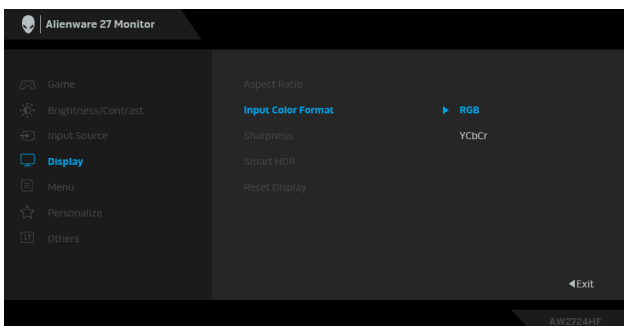 Alienware 27 Monitor
Game
Aspect Ratio
Brightness/Contrast
Input Color Format
RGB
Input Source
Sharpness
YCbCr
Display
Smart HDR
Menu
Reset Display
Personalize
Others
Exit
AW2724HF